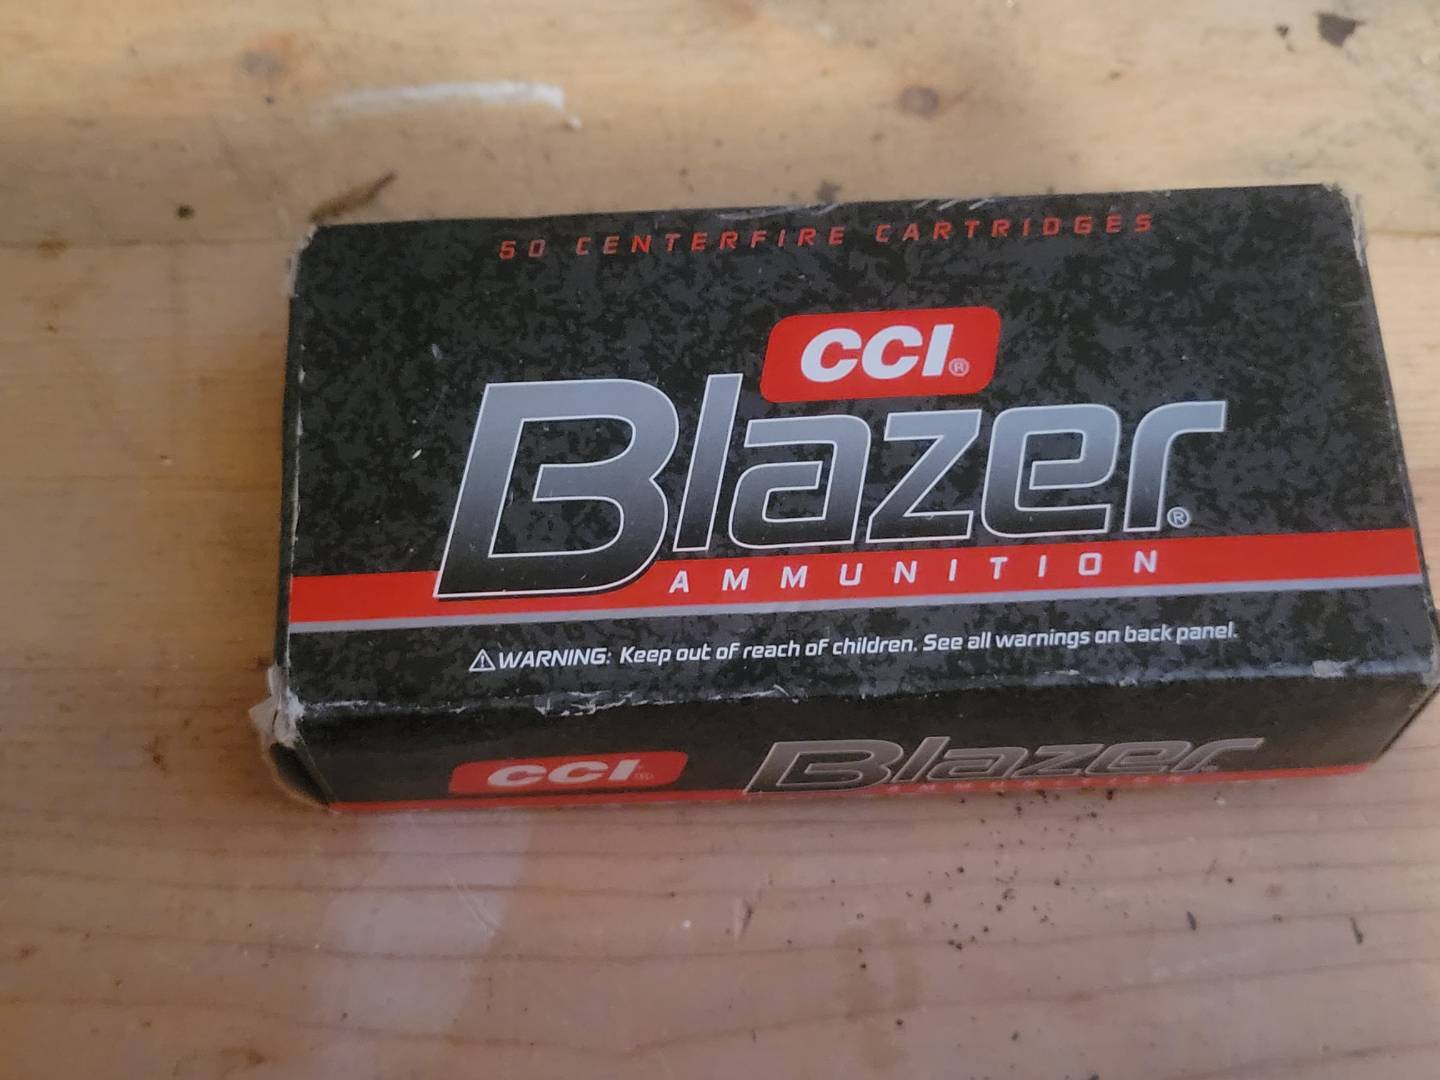 50 CENTERFIRE CARTRIDGES
CCI®
Blazer®
AMMUNITION
⚠WARNING: Keep out of reach of children. See all warnings on back panel.
CCI® Blazer
AMMUNITION